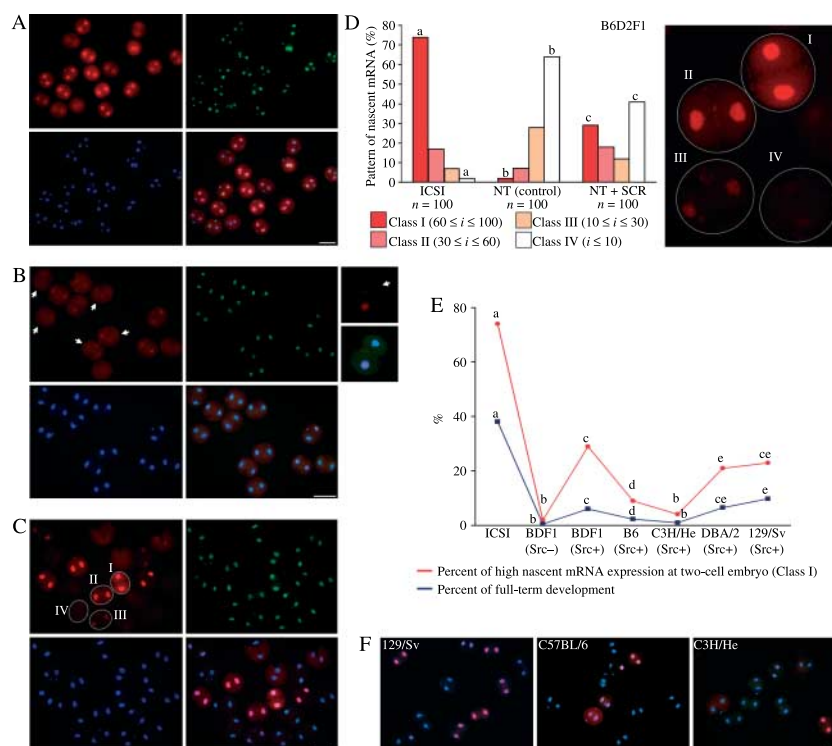 A
B
I
II
IV
III
C
D
B6D2F1
Pattern of nascent mRNA (%)
80
70
60
50
40
30
20
10
0
a
a
b
b
c
c
ICSI
n = 100
NT (control)
n = 100
NT + SCR
n = 100
Class I (60 ≤ i ≤ 100)
Class III (10 ≤ i ≤ 30)
Class II (30 ≤ i ≤ 60)
Class IV (i ≤ 10)
I
II
III
IV
E
%
80
60
40
20
0
a
a
b
b
c
c
d
d
b
b
e
ce
ce
e
ICSI
BDF1
(Src–)
BDF1
(Src+)
B6
(Src+)
C3H/He
(Src+)
DBA/2
(Src+)
129/Sv
(Src+)
Percent of high nascent mRNA expression at two-cell embryo (Class I)
Percent of full-term development
F
129/Sv
C57BL/6
C3H/He